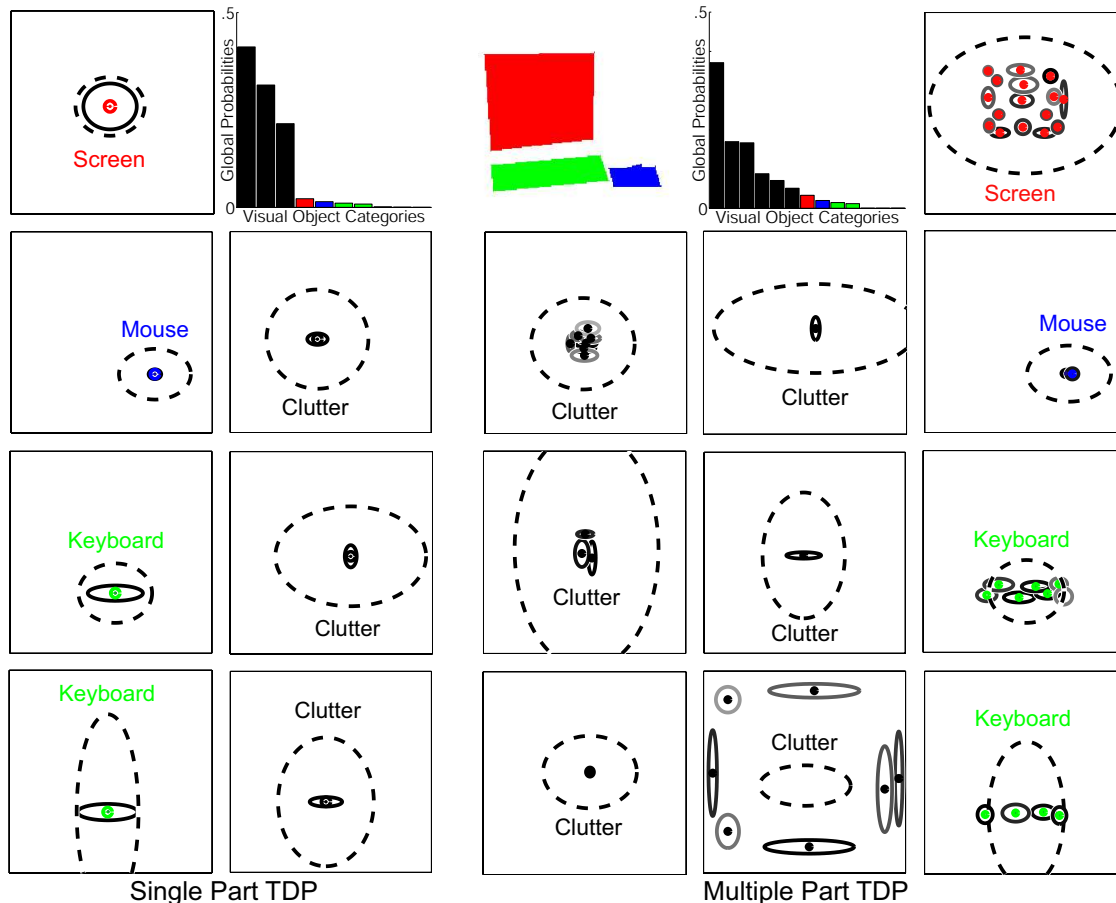 .5
Global Probabilities
0
Visual Object Categories
Screen
.5
Global Probabilities
0
Visual Object Categories
Screen
Mouse
Clutter
Clutter
Clutter
Mouse
Keyboard
Clutter
Clutter
Clutter
Keyboard
Keyboard
Clutter
Clutter
Clutter
Keyboard
Single Part TDP
Multiple Part TDP